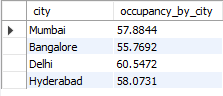 city occupancy_by_city
Mumbai 57.8844
Bangalore 55.7692
Delhi 60.5472
Hyderabad 58.0731